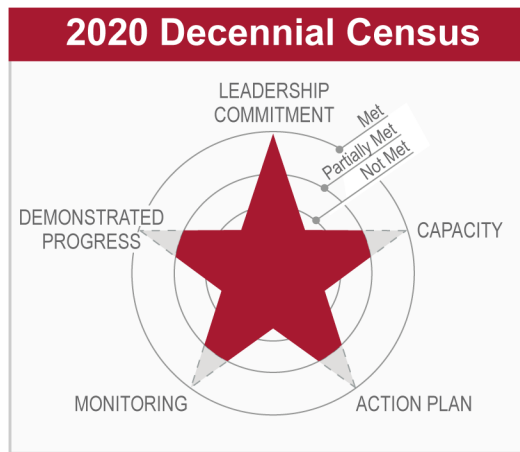 2020 Decennial Census
LEADERSHIP
COMMITMENT
Met
Partially Met
Not Met
DEMONSTRATED
PROGRESS
CAPACITY
MONITORING
ACTION PLAN